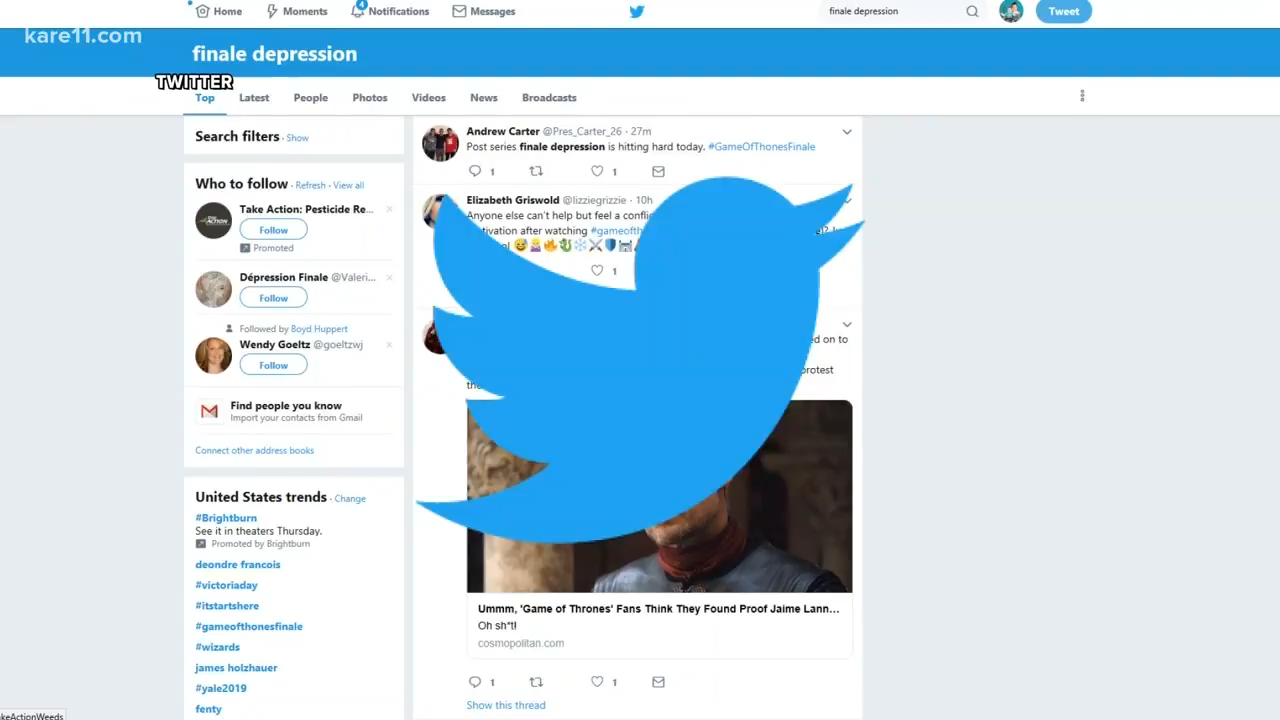 Home
Moments
4
Notifications
Messages
finale depression
Tweet
kare11.com
finale depression
TWITTER
Top
Latest
People
Photos
Videos
News
Broadcasts
Search filters · Show
Who to follow · Refresh · View all
Take Action: Pesticide Re...
Follow
Promoted
Dépression Finale @Valeri...
Follow
Followed by Boyd Huppert
Wendy Goeltz @goeltzwj
Follow
Find people you know
Import your contacts from Gmail
Connect other address books
United States trends · Change
#Brightburn
See it in theaters Thursday.
Promoted by Brightburn
deondre francois
#victoriaday
#itstartshere
#gameofthonesfinale
#wizards
james holzhauer
#yale2019
fenty
Andrew Carter @Pres_Carter_26 · 27m
Post series finale depression is hitting hard today. #GameOfThonesFinale
1
1
Elizabeth Griswold @lizziegrizzie · 10h
Anyone else can't help but feel a confli
tivation after watching #gameofth
1
ed on to
protest
Ummm, 'Game of Thrones' Fans Think They Found Proof Jaime Lann...
Oh sh*t!
cosmopolitan.com
1
1
Show this thread
keActionWeeds